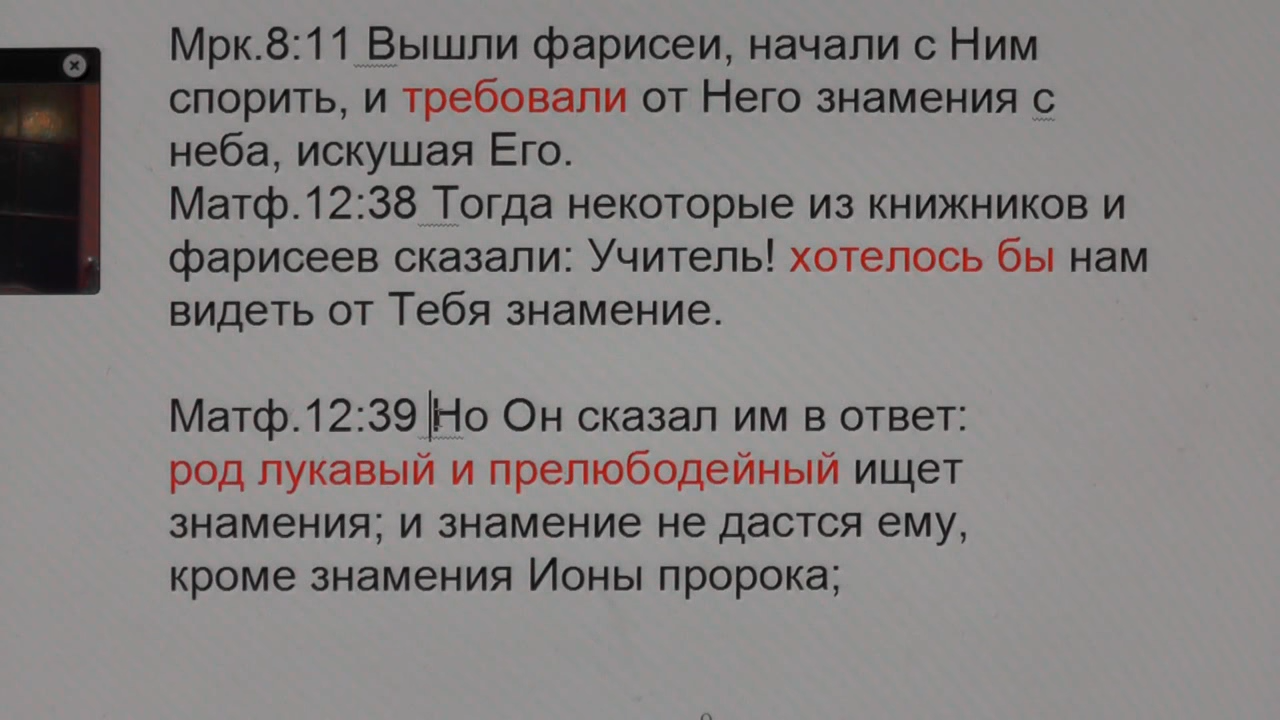 Мрк.8:11 Вышли фарисеи, начали с Ним
спорить, и требовали от Него знамения с
неба, искушая Его.
Матф.12:38 Тогда некоторые из книжников и
фарисеев сказали: Учитель! хотелось бы нам
видеть от Тебя знамение.
Матф.12:39 Но Он сказал им в ответ:
род лукавый и прелюбодейный ищет
знамения; и знамение не дастся ему,
кроме знамения Ионы пророка;